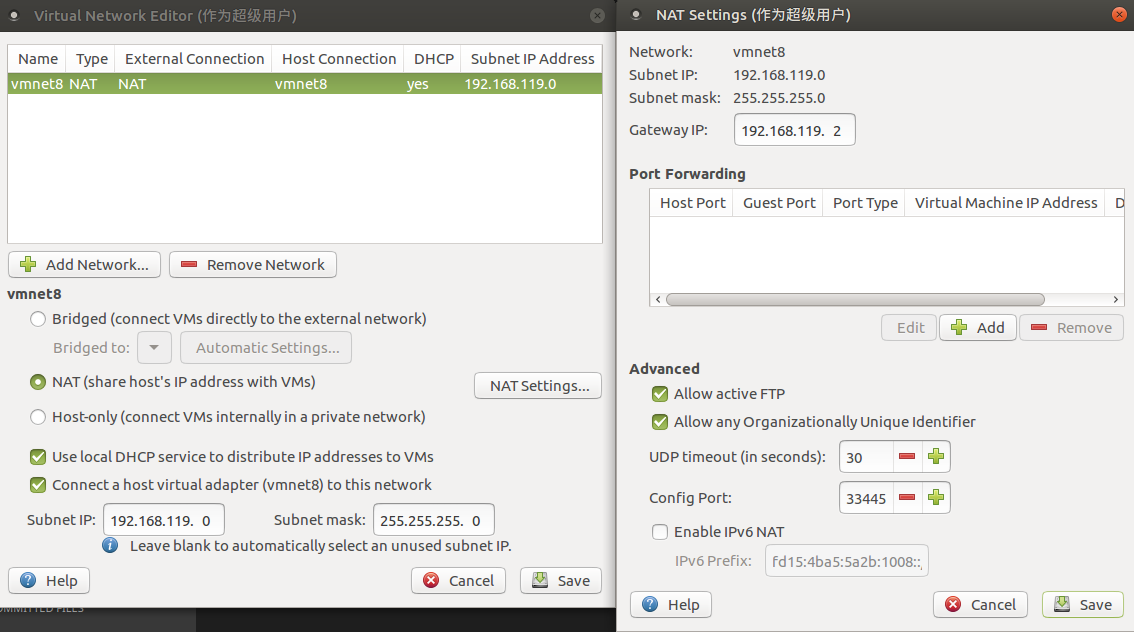 Virtual Network Editor (作为超级用户)
Name Type External Connection Host Connection DHCP Subnet IP Address
vmnet8 NAT NAT vmnet8 yes 192.168.119.0
Add Network... Remove Network
vmnet8
Bridged (connect VMs directly to the external network)
Bridged to: Automatic Settings...
NAT (share host's IP address with VMs) NAT Settings...
Host-only (connect VMs internally in a private network)
Use local DHCP service to distribute IP addresses to VMs
Connect a host virtual adapter (vmnet8) to this network
Subnet IP: 192.168.119. 0 Subnet mask: 255.255.255. 0
Leave blank to automatically select an unused subnet IP.
Help Cancel Save
OMMITTED FILES
NAT Settings (作为超级用户)
Network: vmnet8
Subnet IP: 192.168.119.0
Subnet mask: 255.255.255.0
Gateway IP: 192.168.119. 2
Port Forwarding
Host Port Guest Port Port Type Virtual Machine IP Address D
Edit Add Remove
Advanced
Allow active FTP
Allow any Organizationally Unique Identifier
UDP timeout (in seconds): 30
Config Port: 33445
Enable IPv6 NAT
IPv6 Prefix: fd15:4ba5:5a2b:1008::
Help Cancel Save